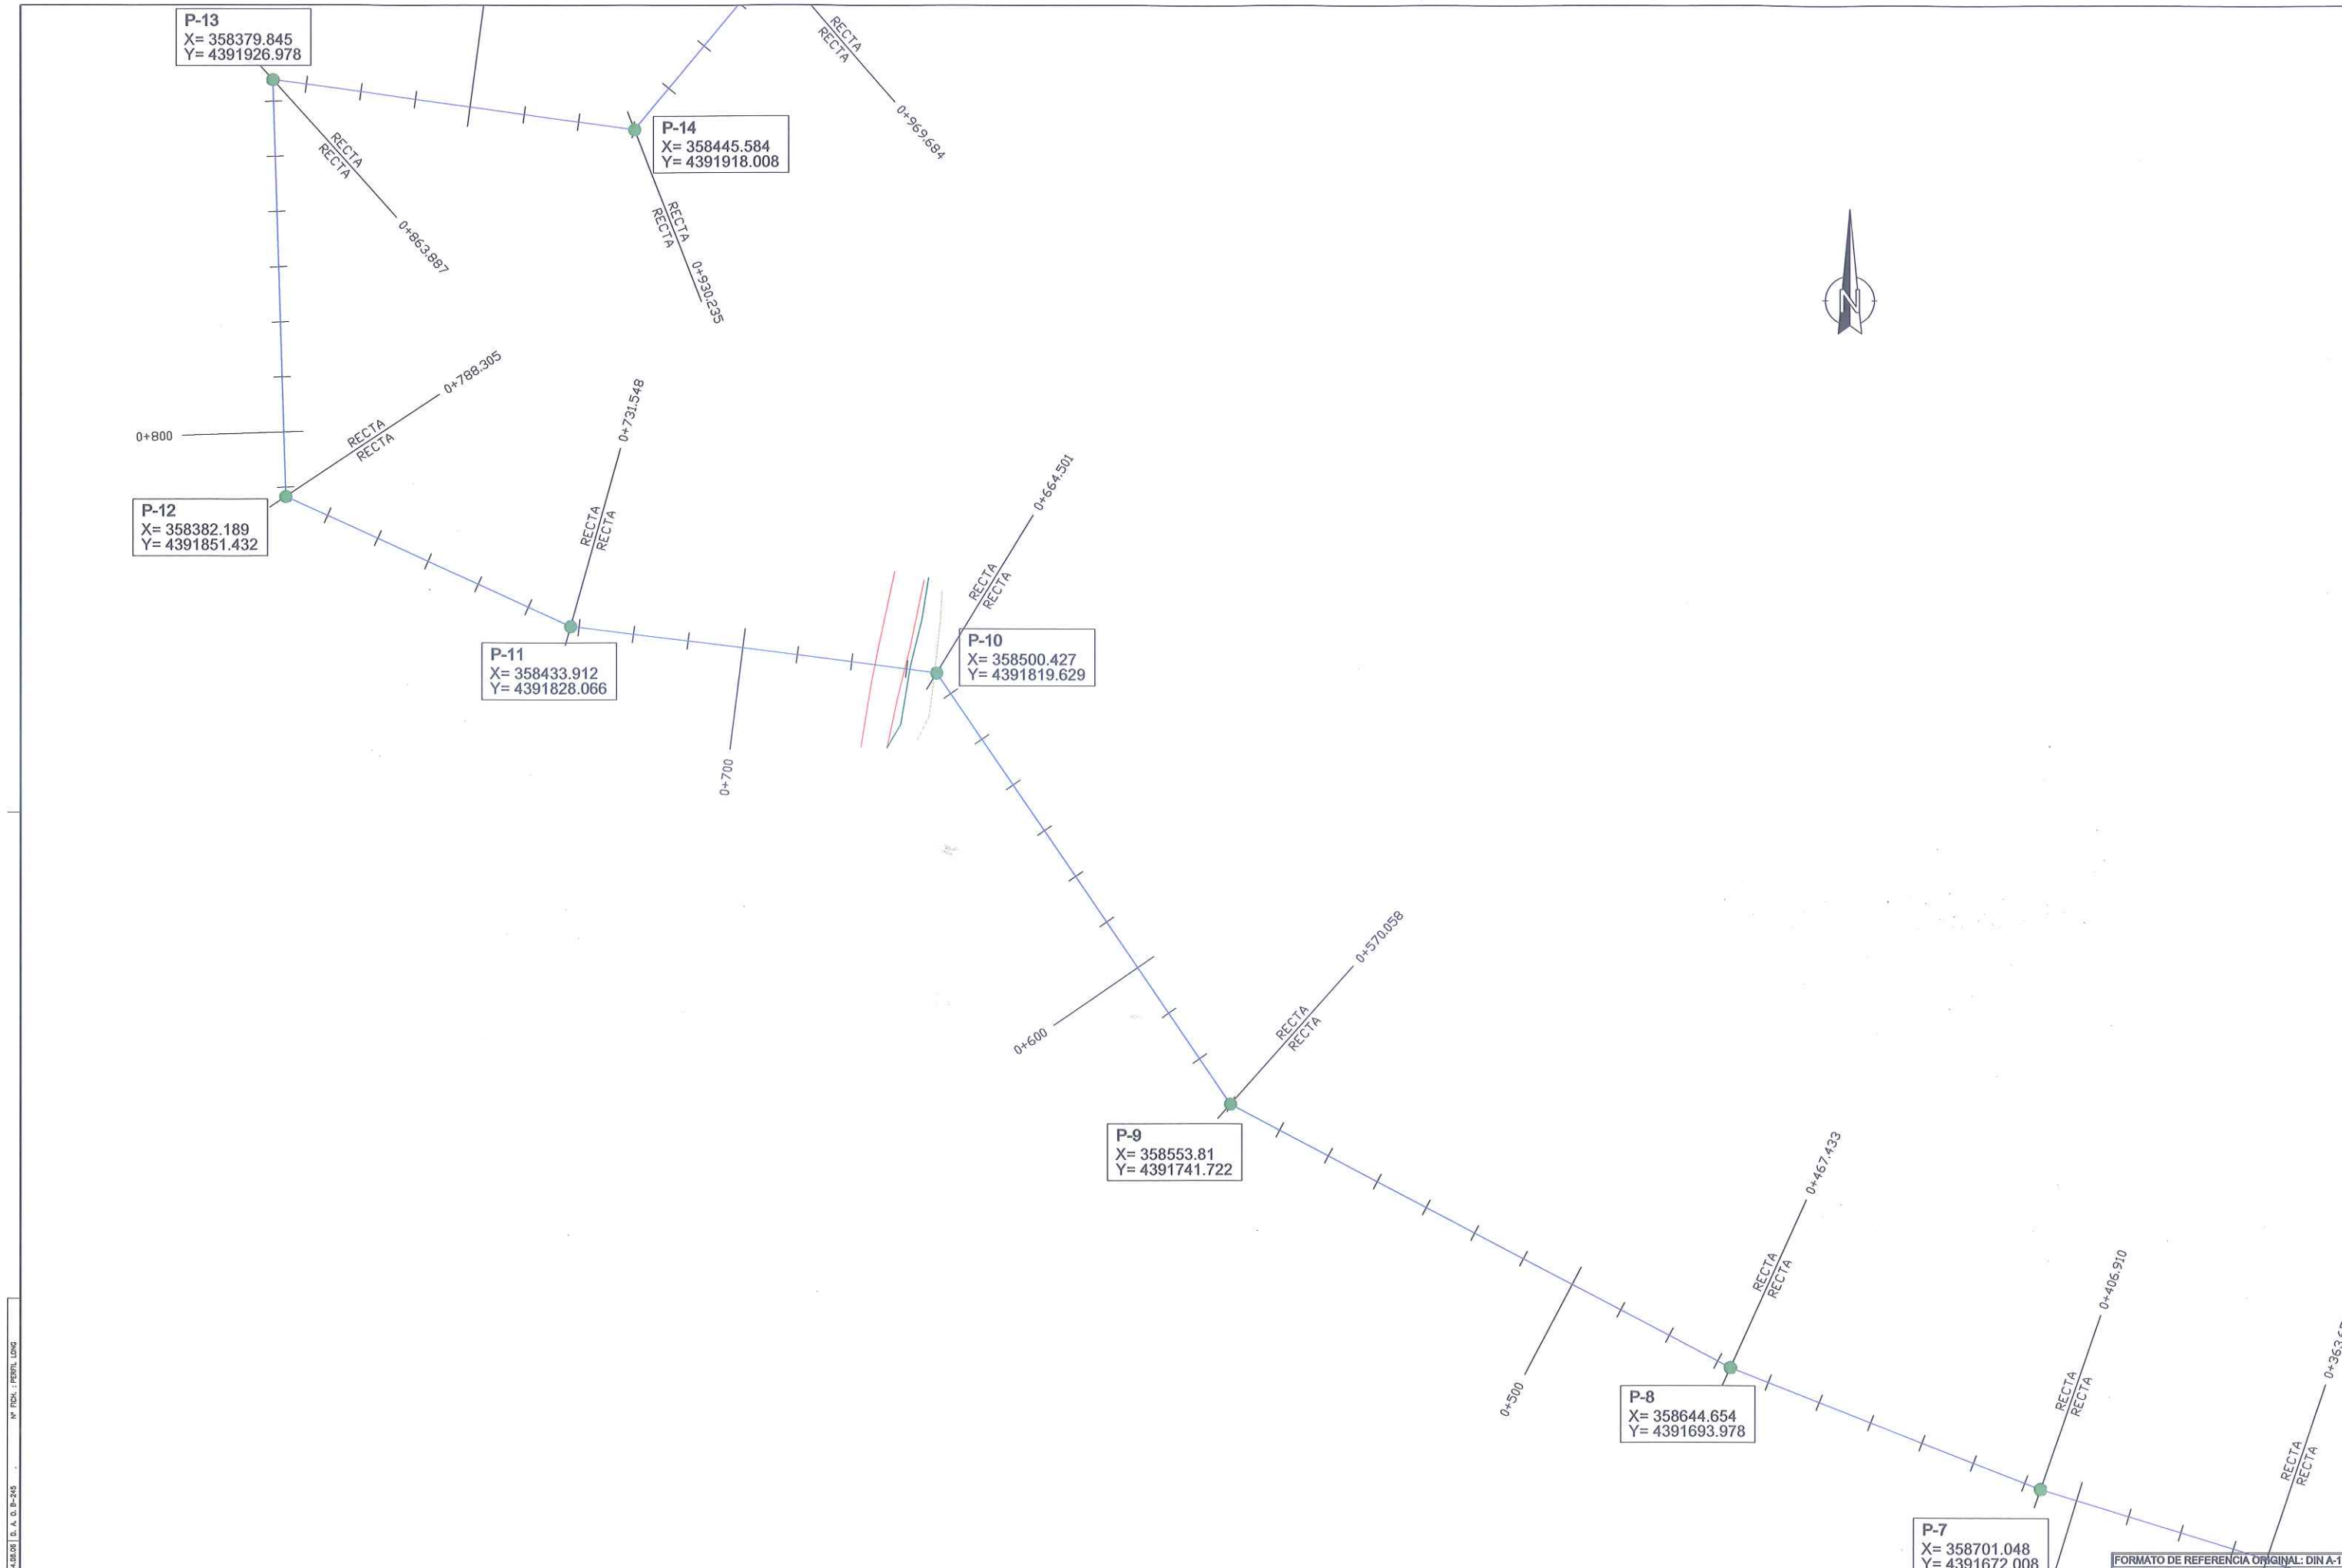 P-13
X= 358379.845
Y= 4391926.978
RECTA
RECTA
0+863.887
P-14
X= 358445.584
Y= 4391918.008
RECTA
RECTA
0+930.235
RECTA
RECTA
0+969.684
N
0+800
RECTA
RECTA
0+788.305
P-12
X= 358382.189
Y= 4391851.432
RECTA
RECTA
0+731.548
P-11
X= 358433.912
Y= 4391828.066
0+700
RECTA
RECTA
0+664.501
P-10
X= 358500.427
Y= 4391819.629
0+600
RECTA
RECTA
0+570.058
P-9
X= 358553.81
Y= 4391741.722
0+500
RECTA
RECTA
0+467.433
P-8
X= 358644.654
Y= 4391693.978
RECTA
RECTA
0+406.910
P-7
X= 358701.048
Y= 4391672.008
RECTA
RECTA
Nº FICH. : PERFIL LONG
D. A. O. B-245
FORMATO DE REFERENCIA ORIGINAL: DIN A-1